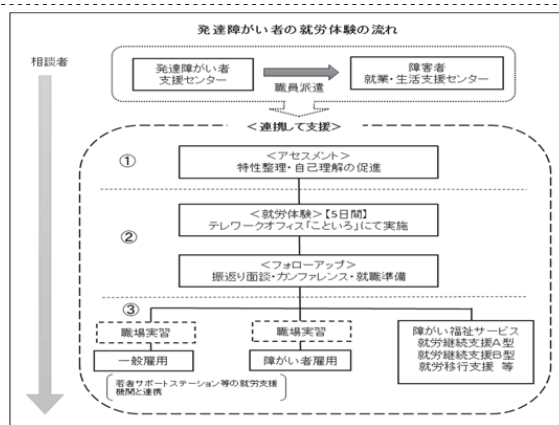 発達障がい者の就労体験の流れ
相談者
発達障がい者
支援センター
職員派遣
障害者
就業・生活支援センター
＜連携して支援＞
①
＜アセスメント＞
特性整理・自己理解の促進
②
＜就労体験＞【5日間】
テレワークオフィス「こといろ」にて実施
＜フォローアップ＞
振返り面談・カンファレンス・就職準備
③
職場実習
一般雇用
若者サポートステーション等の就労支援
機関と連携
職場実習
障がい者雇用
障がい福祉サービス
就労継続支援A型
就労継続支援B型
就労移行支援 等